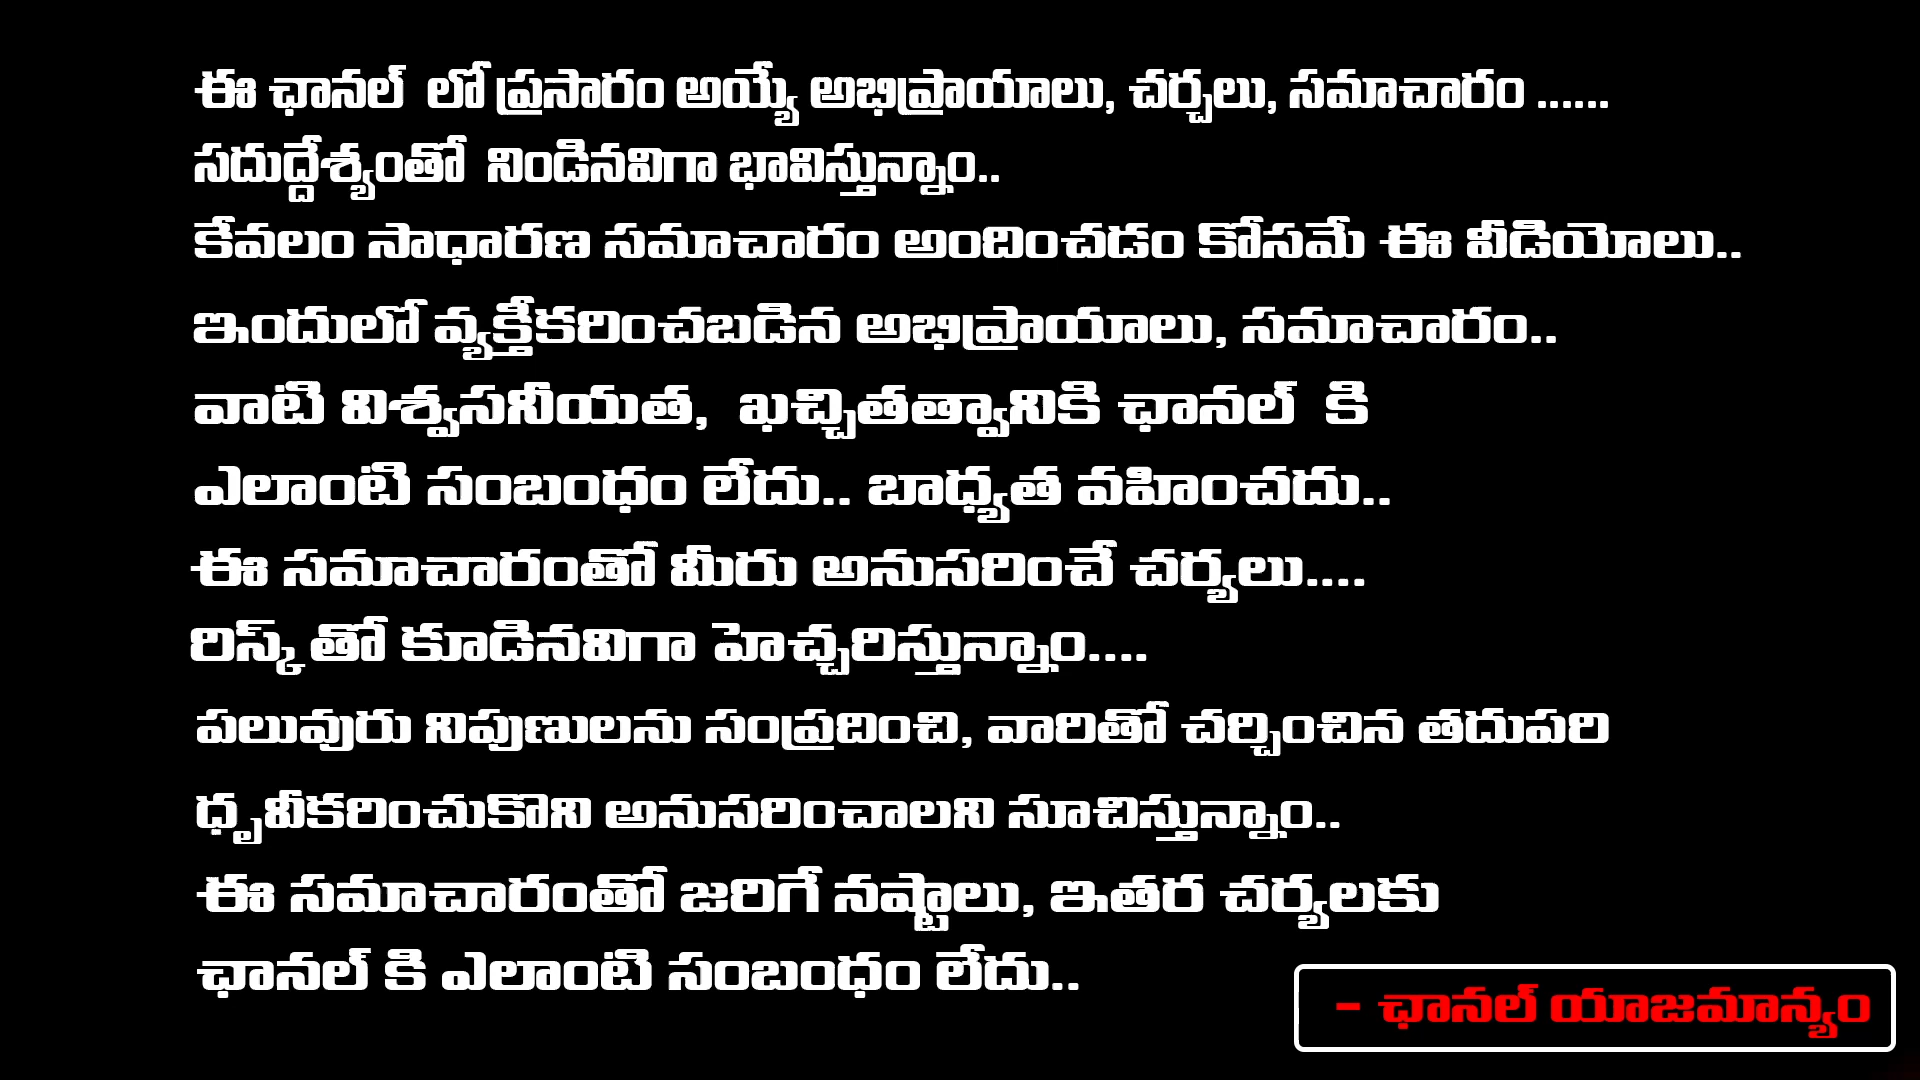 ఈ ఛానల్ లో ప్రసారం అయ్యే అభిప్రాయాలు, చర్చలు, సమాచారం ......
సదుద్దేశ్యంతో నిండినవిగా భావిస్తున్నాం..
కేవలం సాధారణ సమాచారం అందించడం కోసమే ఈ వీడియోలు..
ఇందులో వ్యక్తీకరించబడిన అభిప్రాయాలు, సమాచారం..
వాటి విశ్వసనీయత, ఖచ్చితత్వానికి ఛానల్ కి
ఎలాంటి సంబంధం లేదు.. బాధ్యత వహించదు..
ఈ సమాచారంతో మీరు అనుసరించే చర్యలు....
రిస్క్ తో కూడినవిగా హెచ్చరిస్తున్నాం....
పలువురు నిపుణులను సంప్రదించి, వారితో చర్చించిన తదుపరి
ధృవీకరించుకొని అనుసరించాలని సూచిస్తున్నాం..
ఈ సమాచారంతో జరిగే నష్టాలు, ఇతర చర్యలకు
ఛానల్ కి ఎలాంటి సంబంధం లేదు..
- ఛానల్ యాజమాన్యం